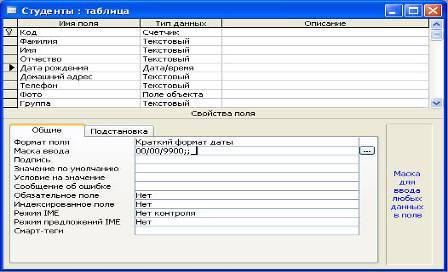 Студенты : таблица
Имя поля Тип данных Описание
Код Счетчик
Фамилия Текстовый
Имя Текстовый
Отчество Текстовый
Дата рождения Дата/время
Домашний адрес Текстовый
Телефон Текстовый
Фото Поле объекта
Группа Текстовый
Свойства поля
Общие Подстановка
Формат поля Краткий формат даты
Маска ввода 00/00/9900;;_
Подпись
Значение по умолчанию
Условие на значение
Сообщение об ошибке
Обязательное поле Нет
Индексированное поле Нет
Режим IME Нет контроля
Режим предложений IME Нет
Смарт-теги
Маска
для
ввода
любых
данных
в поле